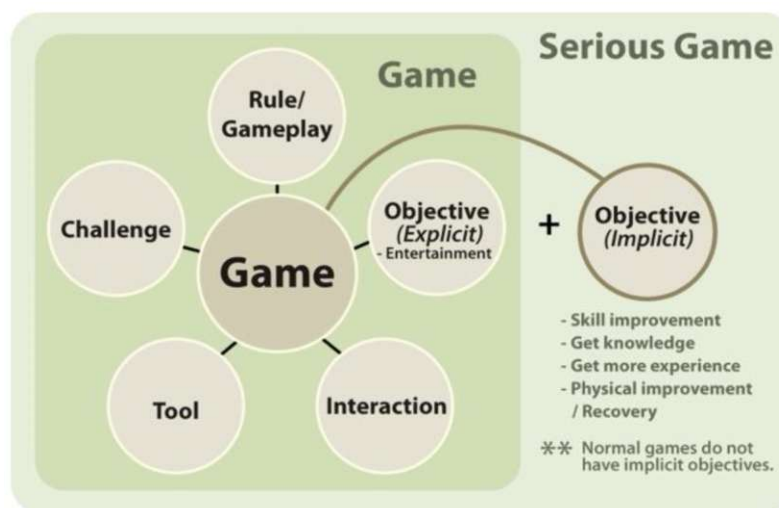 Serious Game
Game
Rule/
Gameplay
Challenge
Game
Objective
(Explicit)
- Entertainment
+
Objective
(Implicit)
Tool
Interaction
- Skill improvement
- Get knowledge
- Get more experience
- Physical improvement
/ Recovery
** Normal games do not
have implicit objectives.